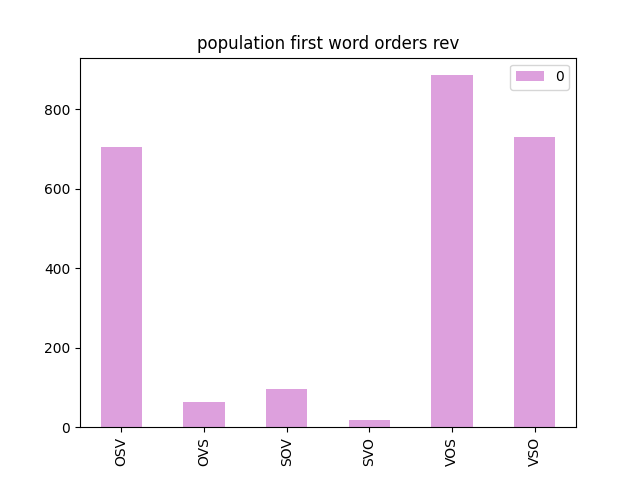 population first word orders rev
0
800
600
400
200
0
OSV
OVS
SOV
SVO
VOS
VSO